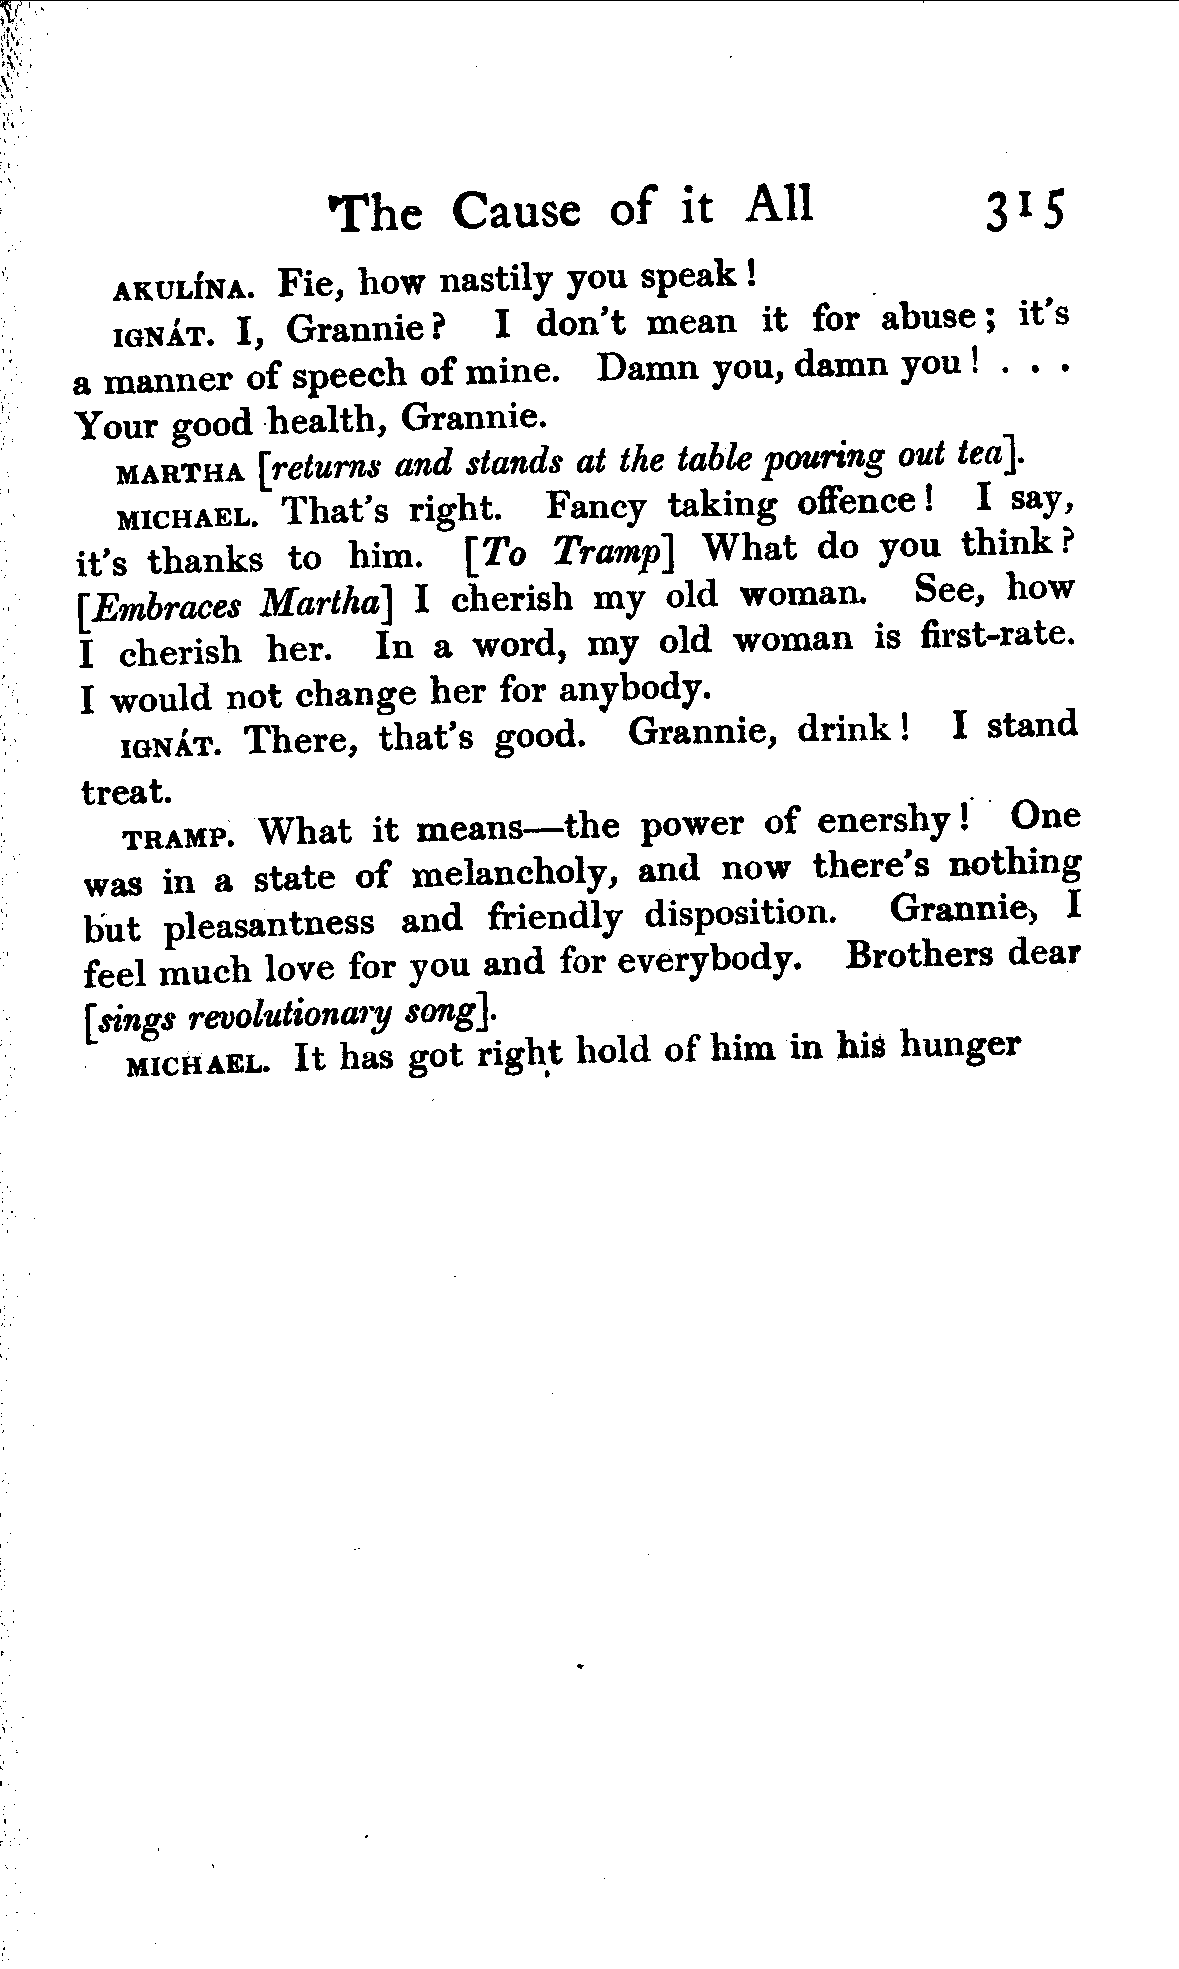 The Cause of it All 315
AKULÍNA. Fie, how nastily you speak!
IGNÁT. I, Grannie? I don't mean it for abuse; it's
a manner of speech of mine. Damn you, damn you! . . .
Your good health, Grannie.
MARTHA [returns and stands at the table pouring out tea].
MICHAEL. That's right. Fancy taking offence! I say,
it's thanks to him. [To Tramp] What do you think?
[Embraces Martha] I cherish my old woman. See, how
I cherish her. In a word, my old woman is first-rate.
I would not change her for anybody.
IGNÁT. There, that's good. Grannie, drink! I stand
treat.
TRAMP. What it means—the power of enershy! One
was in a state of melancholy, and now there's nothing
but pleasantness and friendly disposition. Grannie, I
feel much love for you and for everybody. Brothers dear
[sings revolutionary song].
MICHAEL. It has got right hold of him in his hunger